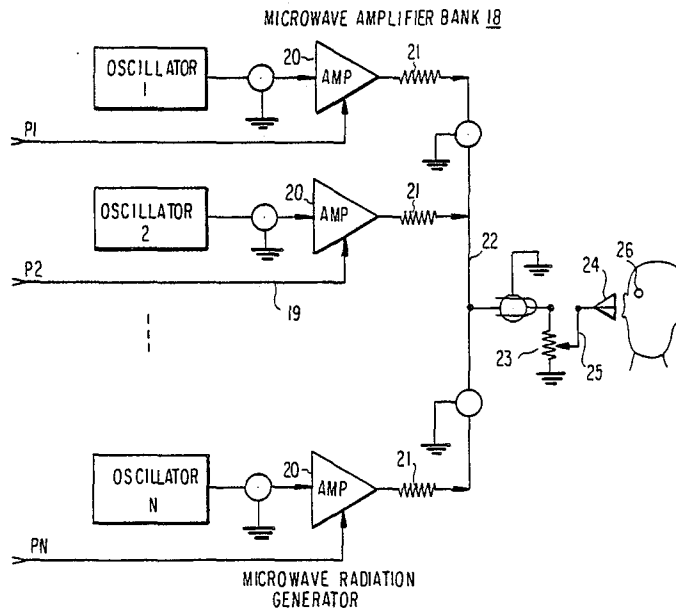 MICROWAVE AMPLIFIER BANK 18
OSCILLATOR
1
20
AMP
21
P1
OSCILLATOR
2
20
AMP
21
P2
19
22
23
24
25
26
OSCILLATOR
N
20
AMP
21
PN
MICROWAVE RADIATION
GENERATOR